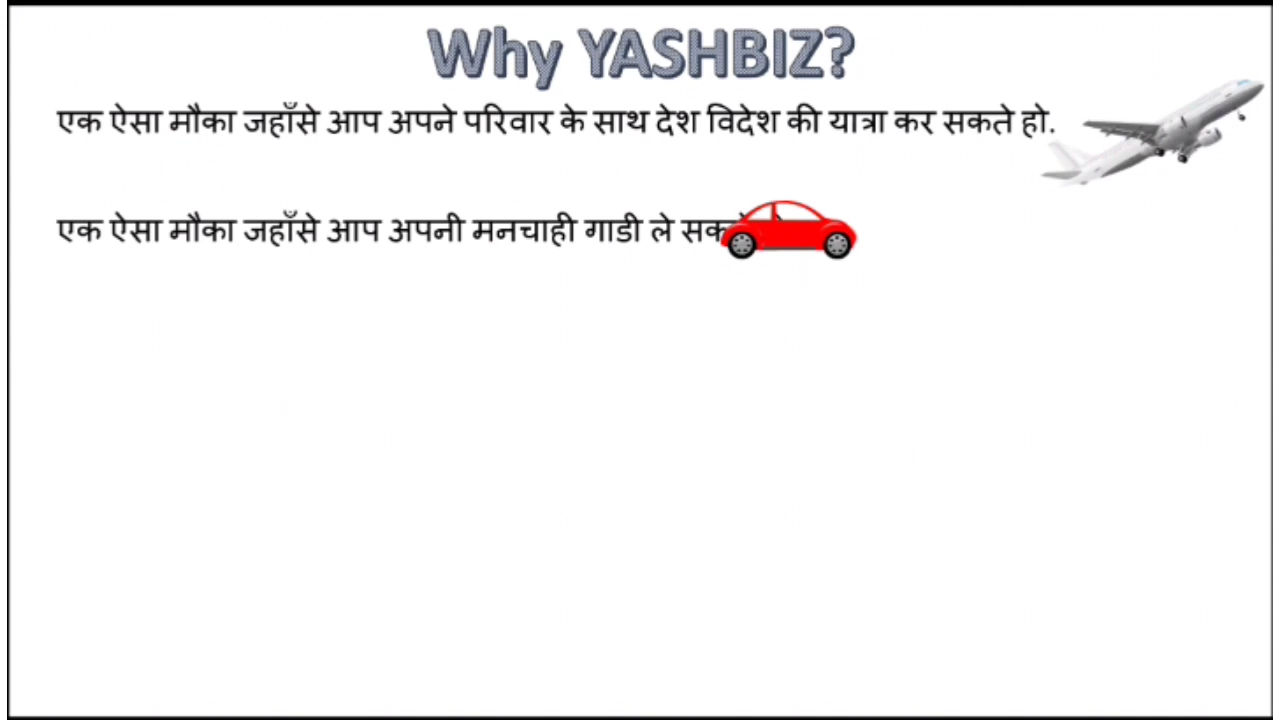 Why YASHBIZ?
एक ऐसा मौका जहाँसे आप अपने परिवार के साथ देश विदेश की यात्रा कर सकते हो.
एक ऐसा मौका जहाँसे आप अपनी मनचाही गाडी ले